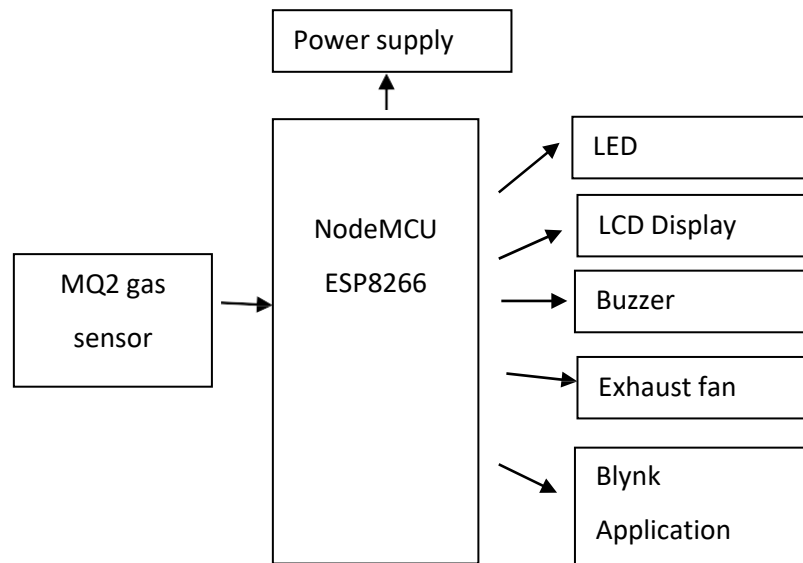 Power supply
LED
NodeMCU
ESP8266
LCD Display
MQ2 gas
sensor
Buzzer
Exhaust fan
Blynk
Application